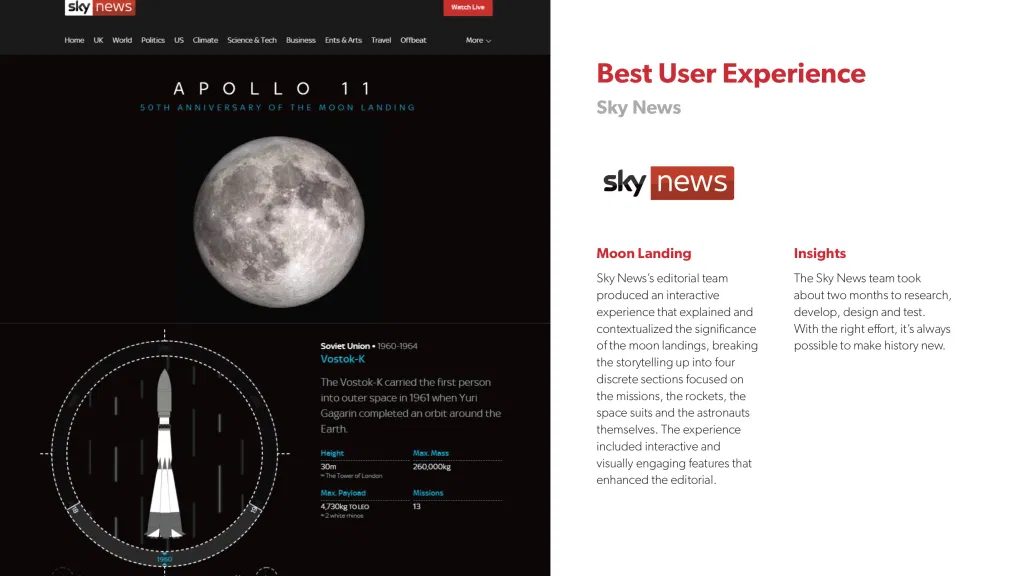 sky news
Watch Live
Home UK World Politics US Climate Science & Tech Business Ents & Arts Travel Offbeat More
APOLLO 11
50TH ANNIVERSARY OF THE MOON LANDING
Soviet Union • 1960-1964
Vostok-K
The Vostok-K carried the first person
into outer space in 1961 when Yuri
Gagarin completed an orbit around the
Earth.
Height Max. Mass
30m 260,000kg
≈ The Tower of London
Max. Payload Missions
4,730kg TO LEO 13
≈ 2 white rhinos
1960
Best User Experience
Sky News
sky news
Moon Landing
Sky News's editorial team
produced an interactive
experience that explained and
contextualized the significance
of the moon landings, breaking
the storytelling up into four
discrete sections focused on
the missions, the rockets, the
space suits and the astronauts
themselves. The experience
included interactive and
visually engaging features that
enhanced the editorial.
Insights
The Sky News team took
about two months to research,
develop, design and test.
With the right effort, it's always
possible to make history new.